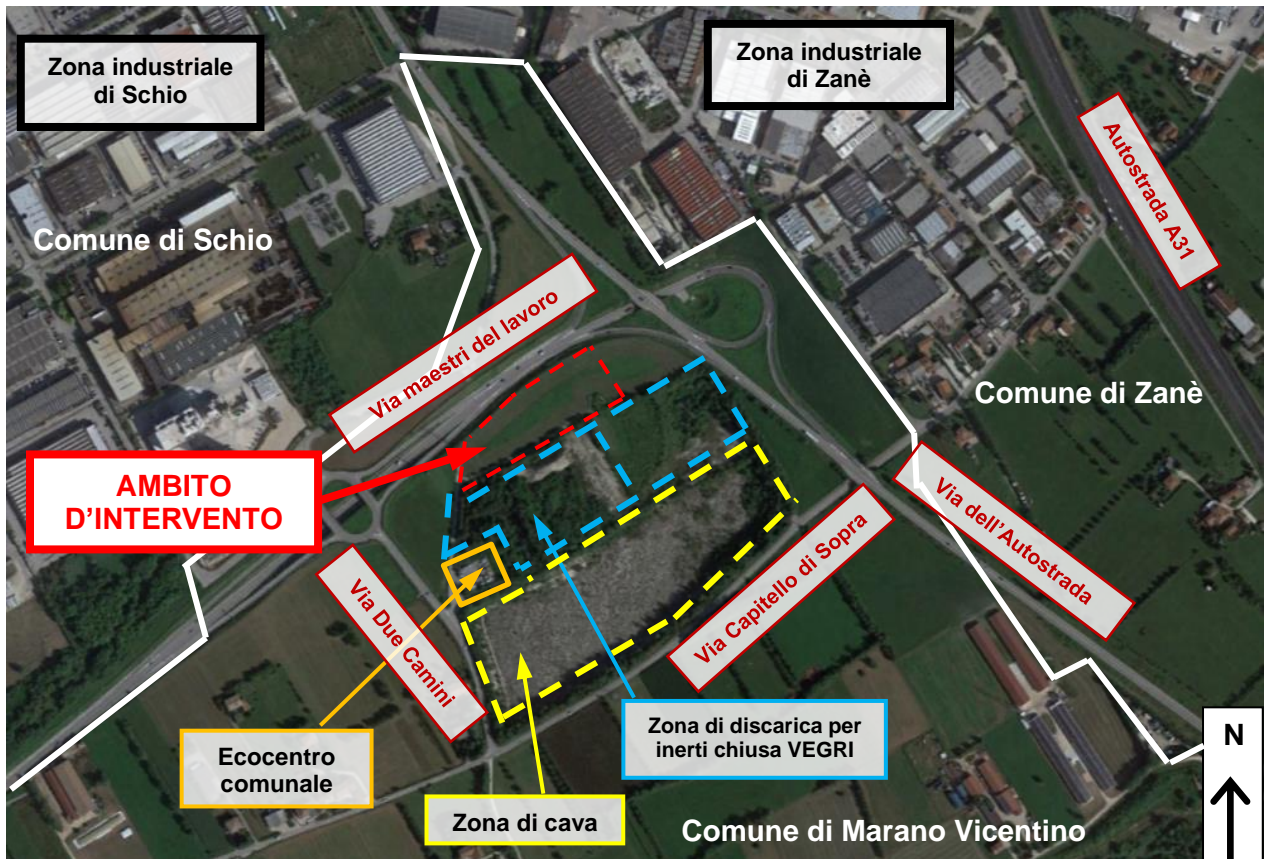 Zona industriale
di Schio
Zona industriale
di Zanè
Autostrada A31
Comune di Schio
Via maestri del lavoro
Comune di Zanè
AMBITO
D'INTERVENTO
Via dell'Autostrada
Via Capitello di Sopra
Via Due Camini
Zona di discarica per
inerti chiusa VEGRI
N
Ecocentro
comunale
Zona di cava
Comune di Marano Vicentino